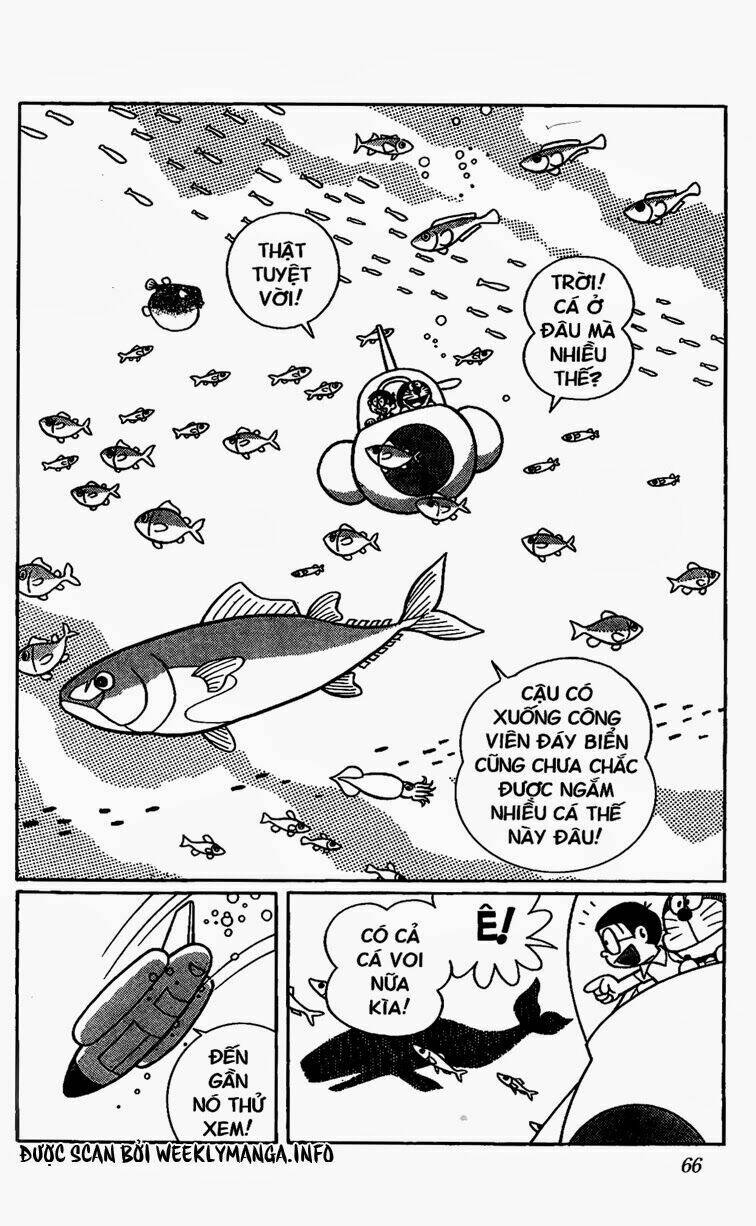 THẬT
TUYỆT
VỜI!
TRỜI!
CÁ Ở
ĐÂU MÀ
NHIỀU
THẾ?
CẬU CÓ
XUỐNG CÔNG
VIÊN ĐÁY BIỂN
CŨNG CHƯA CHẮC
ĐƯỢC NGẮM
NHIỀU CÁ THẾ
NÀY ĐÂU!
Ê!
CÓ CẢ
CÁ VOI
NỮA
KÌA!
ĐẾN
GẦN
NÓ THỬ
XEM!
ĐƯỢC SCAN BỞI WEEKLYMANGA.INFO
66